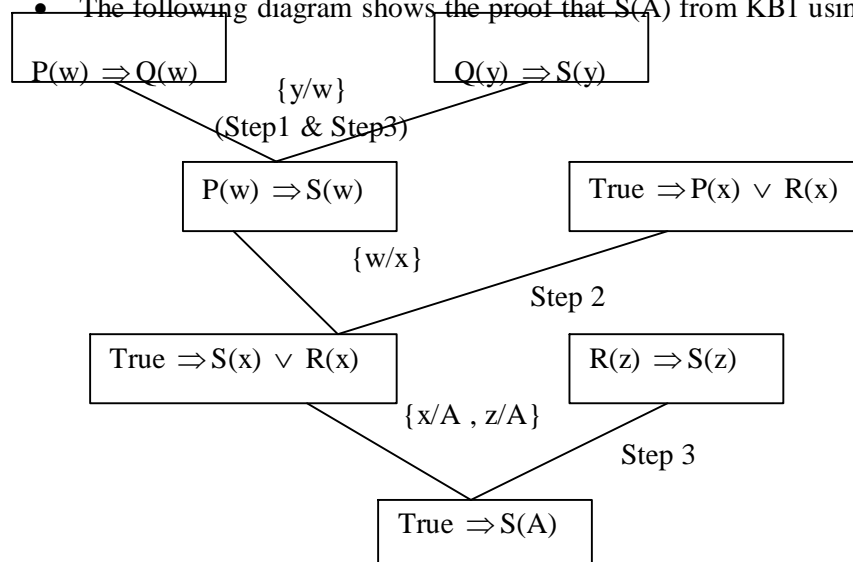 • The following diagram shows the proof that S(A) from KB1 usin
P(w) ⇒ Q(w)
Q(y) ⇒ S(y)
{y/w}
(Step1 & Step3)
P(w) ⇒ S(w)
True ⇒ P(x) ∨ R(x)
{w/x}
Step 2
True ⇒ S(x) ∨ R(x)
R(z) ⇒ S(z)
{x/A , z/A}
Step 3
True ⇒ S(A)